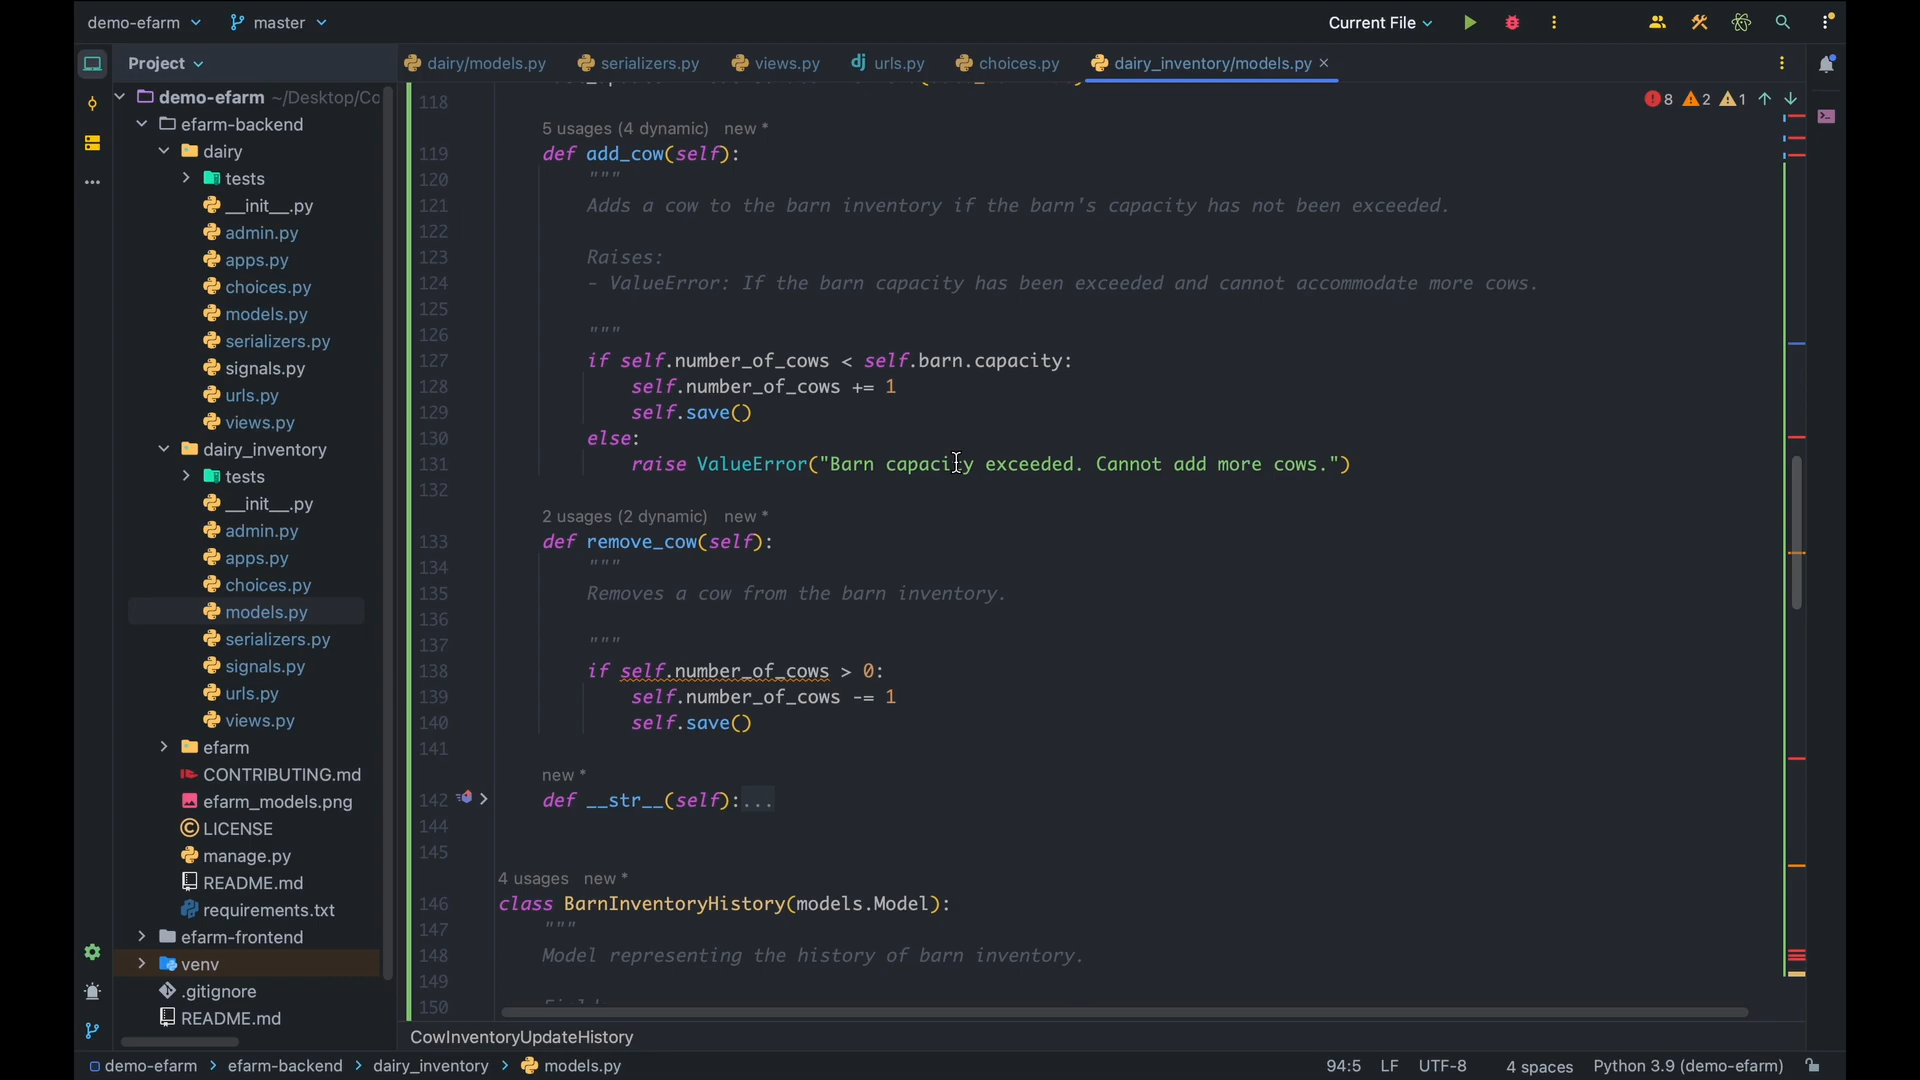 demo-efarm
master
Current File
Project
dairy/models.py
serializers.py
views.py
dj urls.py
choices.py
dairy_inventory/models.py
demo-efarm ~/Desktop/Co
efarm-backend
dairy
tests
__init__.py
admin.py
apps.py
choices.py
models.py
serializers.py
signals.py
urls.py
views.py
dairy_inventory
tests
__init__.py
admin.py
apps.py
choices.py
models.py
serializers.py
signals.py
urls.py
views.py
efarm
CONTRIBUTING.md
efarm_models.png
LICENSE
manage.py
README.md
requirements.txt
efarm-frontend
venv
.gitignore
README.md
8 2 1
118
5 usages (4 dynamic) new *
119 def add_cow(self):
120 """
121 Adds a cow to the barn inventory if the barn's capacity has not been exceeded.
122
123 Raises:
124 - ValueError: If the barn capacity has been exceeded and cannot accommodate more cows.
125
126 """
127 if self.number_of_cows < self.barn.capacity:
128 self.number_of_cows += 1
129 self.save()
130 else:
131 raise ValueError("Barn capacity exceeded. Cannot add more cows.")
132
2 usages (2 dynamic) new *
133 def remove_cow(self):
134 """
135 Removes a cow from the barn inventory.
136
137 """
138 if self.number_of_cows > 0:
139 self.number_of_cows -= 1
140 self.save()
141
new *
142 def __str__(self):...
144
145
4 usages new *
146 class BarnInventoryHistory(models.Model):
147 """
148 Model representing the history of barn inventory.
149
150
CowInventoryUpdateHistory
demo-efarm > efarm-backend > dairy_inventory > models.py
94:5 LF UTF-8 4 spaces Python 3.9 (demo-efarm)